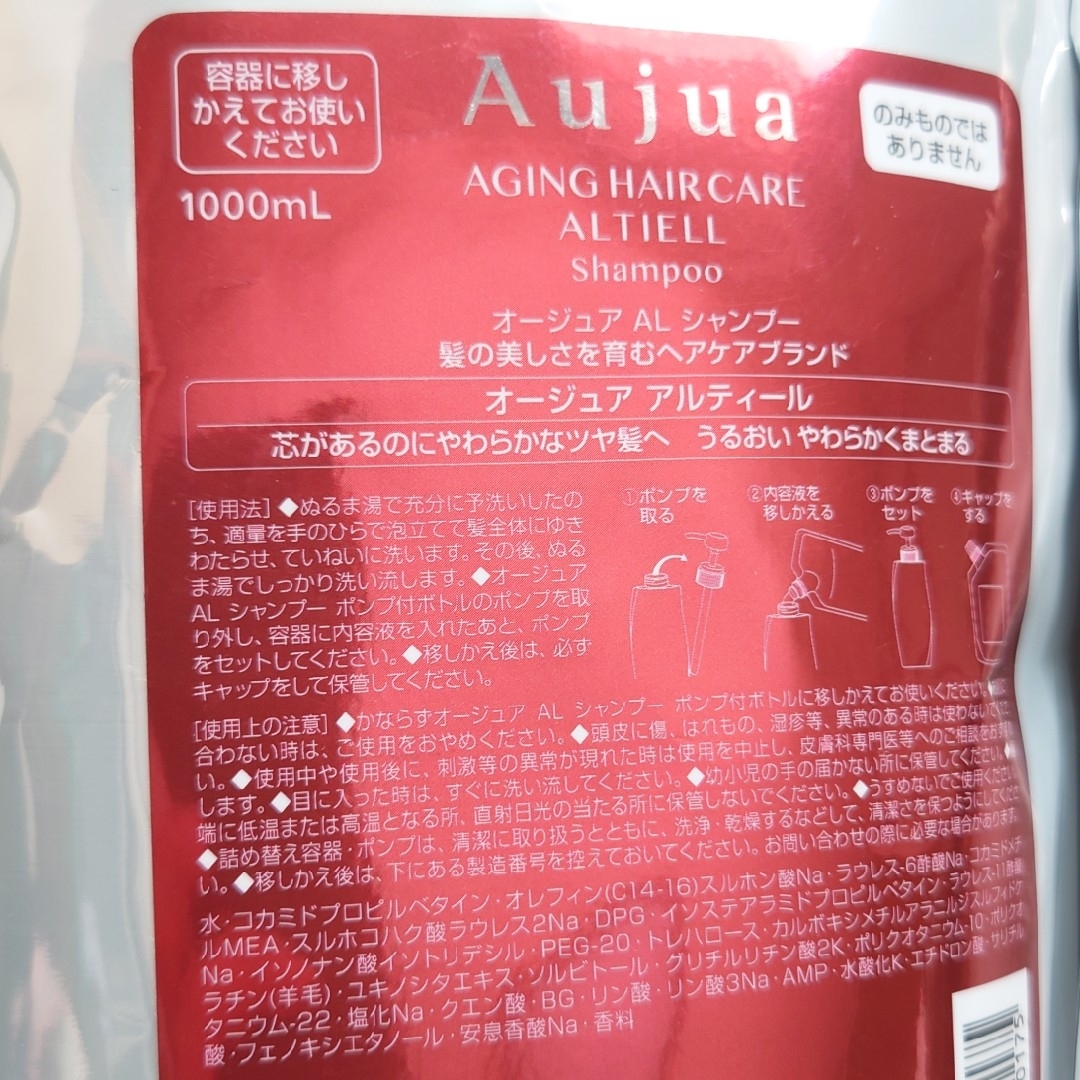 容器に移し
かえてお使い
ください
1000mL
Aujua
AGING HAIR CARE
ALTIELL
Shampoo
のみものでは
ありません
オージュア AL シャンプー
髪の美しさを育むヘアケアブランド
オージュア アルティール
芯があるのにやわらかなツヤ髪へ うるおい やわらかくまとまる
[使用法] ◆ぬるま湯で充分に予洗いしたの
ち、適量を手のひらで泡立てて髪全体にゆき
わたらせ、ていねいに洗います。その後、ぬる
ま湯でしっかり洗い流します。◆オージュア
AL シャンプー ポンプ付ボトルのポンプを取
り外し、容器に内容液を入れたあと、ポンプ
をセットしてください。◆移しかえ後は、必ず
キャップをして保管してください。
①ポンプを
取る
②内容液を
移しかえる
③ポンプを
セット
④キャップを
する
[使用上の注意] ◆かならずオージュア AL シャンプー ポンプ付ボトルに移しかえてお使いください。
合わない時は、ご使用をおやめください。◆頭皮に傷、はれもの、湿疹等、異常のある時は使わないで
い。◆使用中や使用後に、刺激等の異常が現れた時は使用を中止し、皮膚科専門医等へのご相談を
します。◆目に入った時は、すぐに洗い流してください。◆幼小児の手の届かない所に保管してください。
端に低温または高温となる所、直射日光の当たる所に保管しないでください。◆うすめないでご使用くだ
◆詰め替え容器・ポンプは、清潔に取り扱うとともに、洗浄・乾燥するなどして、清潔さを保つようにしてくだ
い。◆移しかえ後は、下にある製造番号を控えておいてください。お問い合わせの際に必要な場合があります。
水・コカミドプロピルベタイン・オレフィン(C14-16)スルホン酸Na・ラウレス-6酢酸Na・コカミドメチ
ルMEA・スルホコハク酸ラウレス2Na・DPG・イソステアラミドプロピルベタイン・ラウレス-11酢酸
Na・イソノナン酸イソトリデシル・PEG-20・トレハロース・カルボキシメチルアラニルジスルフィドケ
ラチン(羊毛)・ユキノシタエキス・ソルビトール・グリチルリチン酸2K・ポリクオタニウム-10・ポリクオ
タニウム-22・塩化Na・クエン酸・BG・リン酸・リン酸3Na・AMP・水酸化K・エチドロン酸・サリチル
酸・フェノキシエタノール・安息香酸Na・香料